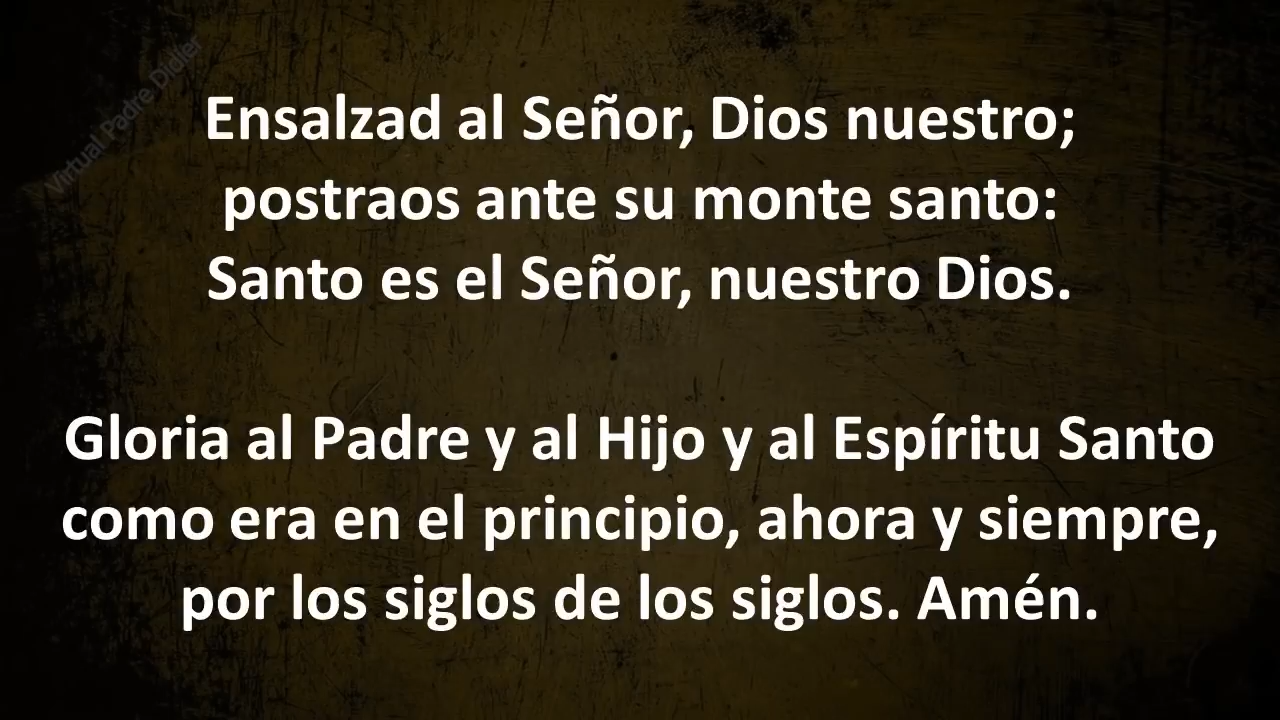 Virtual Padre Didier
Ensalzad al Señor, Dios nuestro;
postraos ante su monte santo:
Santo es el Señor, nuestro Dios.
Gloria al Padre y al Hijo y al Espíritu Santo
como era en el principio, ahora y siempre,
por los siglos de los siglos. Amén.